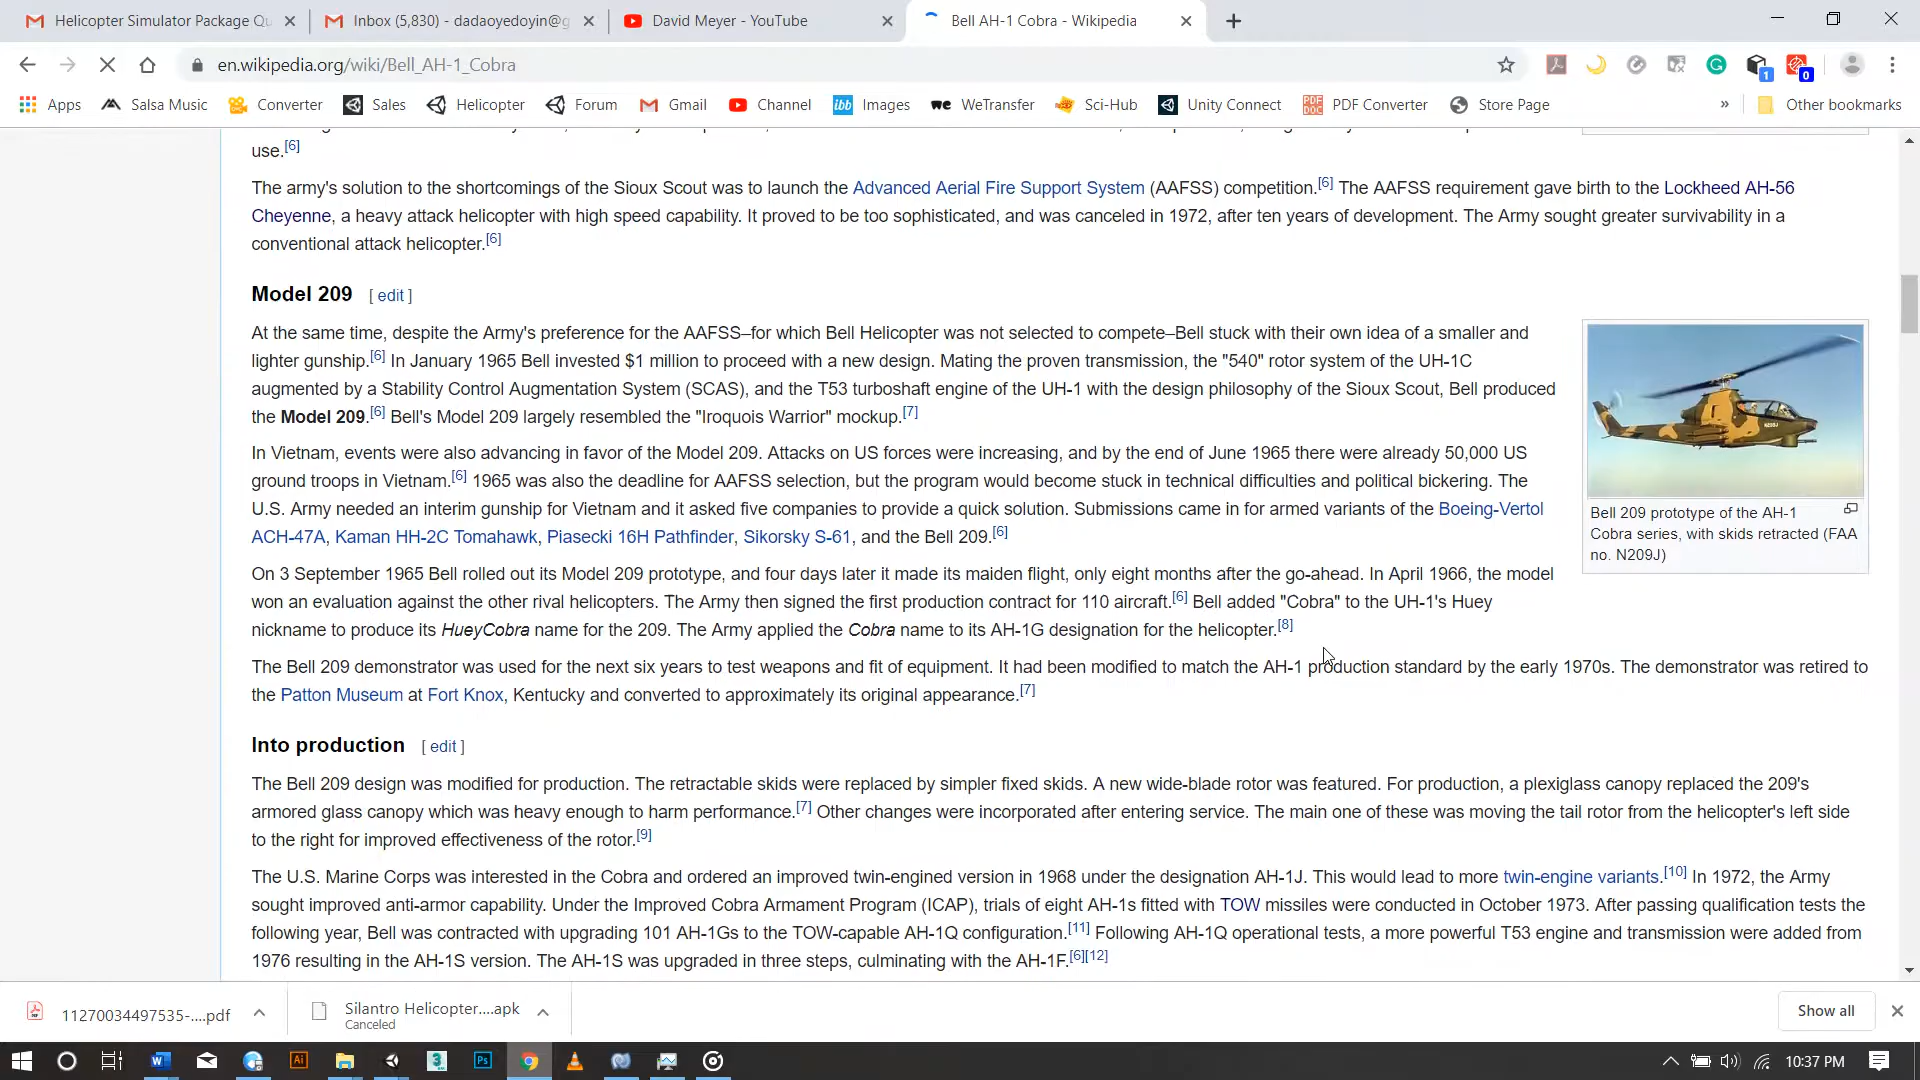 Helicopter Simulator Package Qu
Inbox (5,830) - dadaoyedoyin@g
David Meyer - YouTube
Bell AH-1 Cobra - Wikipedia
en.wikipedia.org/wiki/Bell_AH-1_Cobra
1
0
Apps
Salsa Music
Converter
Sales
Helicopter
Forum
Gmail
Channel
ibb Images
we WeTransfer
Sci-Hub
Unity Connect
PDF DOC PDF Converter
Store Page
»
Other bookmarks
use.[6]
The army's solution to the shortcomings of the Sioux Scout was to launch the Advanced Aerial Fire Support System (AAFSS) competition.[6] The AAFSS requirement gave birth to the Lockheed AH-56
Cheyenne, a heavy attack helicopter with high speed capability. It proved to be too sophisticated, and was canceled in 1972, after ten years of development. The Army sought greater survivability in a
conventional attack helicopter.[6]
Model 209 [ edit ]
At the same time, despite the Army's preference for the AAFSS–for which Bell Helicopter was not selected to compete–Bell stuck with their own idea of a smaller and
lighter gunship.[6] In January 1965 Bell invested $1 million to proceed with a new design. Mating the proven transmission, the "540" rotor system of the UH-1C
augmented by a Stability Control Augmentation System (SCAS), and the T53 turboshaft engine of the UH-1 with the design philosophy of the Sioux Scout, Bell produced
the Model 209.[6] Bell's Model 209 largely resembled the "Iroquois Warrior" mockup.[7]
In Vietnam, events were also advancing in favor of the Model 209. Attacks on US forces were increasing, and by the end of June 1965 there were already 50,000 US
ground troops in Vietnam.[6] 1965 was also the deadline for AAFSS selection, but the program would become stuck in technical difficulties and political bickering. The
U.S. Army needed an interim gunship for Vietnam and it asked five companies to provide a quick solution. Submissions came in for armed variants of the Boeing-Vertol
ACH-47A, Kaman HH-2C Tomahawk, Piasecki 16H Pathfinder, Sikorsky S-61, and the Bell 209.[6]
On 3 September 1965 Bell rolled out its Model 209 prototype, and four days later it made its maiden flight, only eight months after the go-ahead. In April 1966, the model
won an evaluation against the other rival helicopters. The Army then signed the first production contract for 110 aircraft.[6] Bell added "Cobra" to the UH-1's Huey
nickname to produce its HueyCobra name for the 209. The Army applied the Cobra name to its AH-1G designation for the helicopter.[8]
Bell 209 prototype of the AH-1
Cobra series, with skids retracted (FAA
no. N209J)
The Bell 209 demonstrator was used for the next six years to test weapons and fit of equipment. It had been modified to match the AH-1 production standard by the early 1970s. The demonstrator was retired to
the Patton Museum at Fort Knox, Kentucky and converted to approximately its original appearance.[7]
Into production [ edit ]
The Bell 209 design was modified for production. The retractable skids were replaced by simpler fixed skids. A new wide-blade rotor was featured. For production, a plexiglass canopy replaced the 209's
armored glass canopy which was heavy enough to harm performance.[7] Other changes were incorporated after entering service. The main one of these was moving the tail rotor from the helicopter's left side
to the right for improved effectiveness of the rotor.[9]
The U.S. Marine Corps was interested in the Cobra and ordered an improved twin-engined version in 1968 under the designation AH-1J. This would lead to more twin-engine variants.[10] In 1972, the Army
sought improved anti-armor capability. Under the Improved Cobra Armament Program (ICAP), trials of eight AH-1s fitted with TOW missiles were conducted in October 1973. After passing qualification tests the
following year, Bell was contracted with upgrading 101 AH-1Gs to the TOW-capable AH-1Q configuration.[11] Following AH-1Q operational tests, a more powerful T53 engine and transmission were added from
1976 resulting in the AH-1S version. The AH-1S was upgraded in three steps, culminating with the AH-1F.[6][12]
11270034497535-....pdf
Silantro Helicopter....apk
Canceled
Show all
10:37 PM